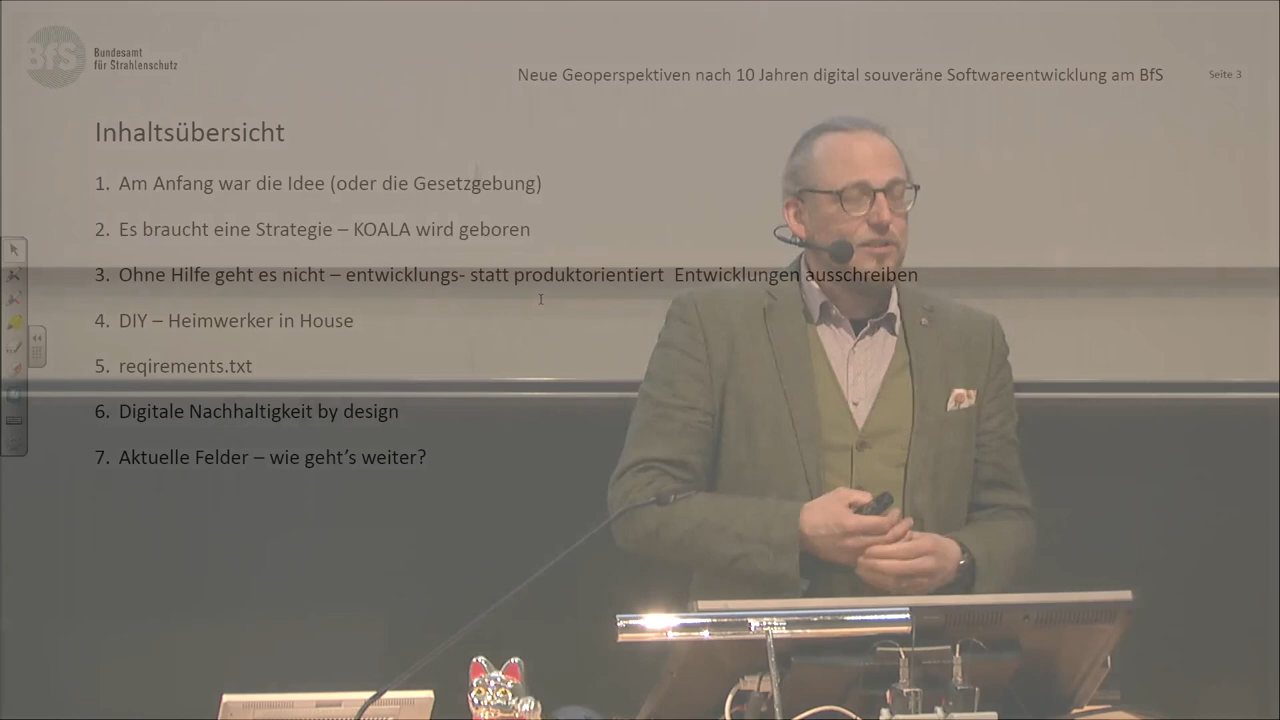 BfS
Bundesamt
für Strahlenschutz
Neue Geoperspektiven nach 10 Jahren digital souveräne Softwareentwicklung am BfS
Seite 3
Inhaltsübersicht
1. Am Anfang war die Idee (oder die Gesetzgebung)
2. Es braucht eine Strategie – KOALA wird geboren
3. Ohne Hilfe geht es nicht – entwicklungs- statt produktorientiert Entwicklungen ausschreiben
4. DIY – Heimwerker in House
5. reqirements.txt
6. Digitale Nachhaltigkeit by design
7. Aktuelle Felder – wie geht's weiter?